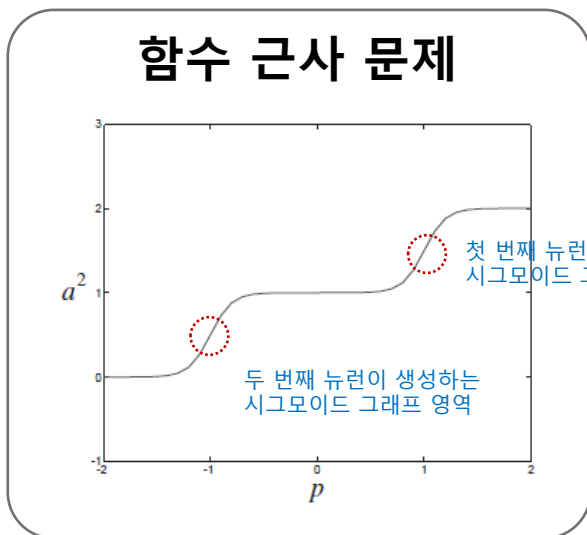 함수 근사 문제
3
2
1
0
-1
-2
-1
0
1
2
a²
p
첫 번째 뉴런
시그모이드
두 번째 뉴런이 생성하는
시그모이드 그래프 영역